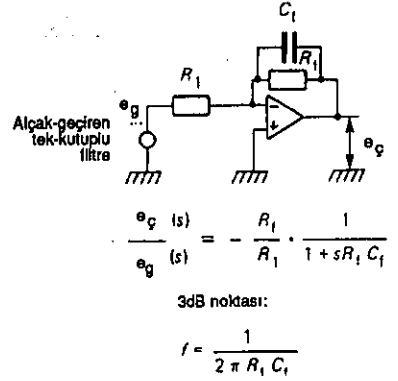 C_f
R_f
R_1
e_g
e_ç
Alçak-geçiren
tek-kutuplu
filitre
- +
e_ç (s) / e_g (s) = - R_f / R_1 · 1 / 1 + sR_f C_f
3dB noktası:
f = 1 / 2 π R_f C_f